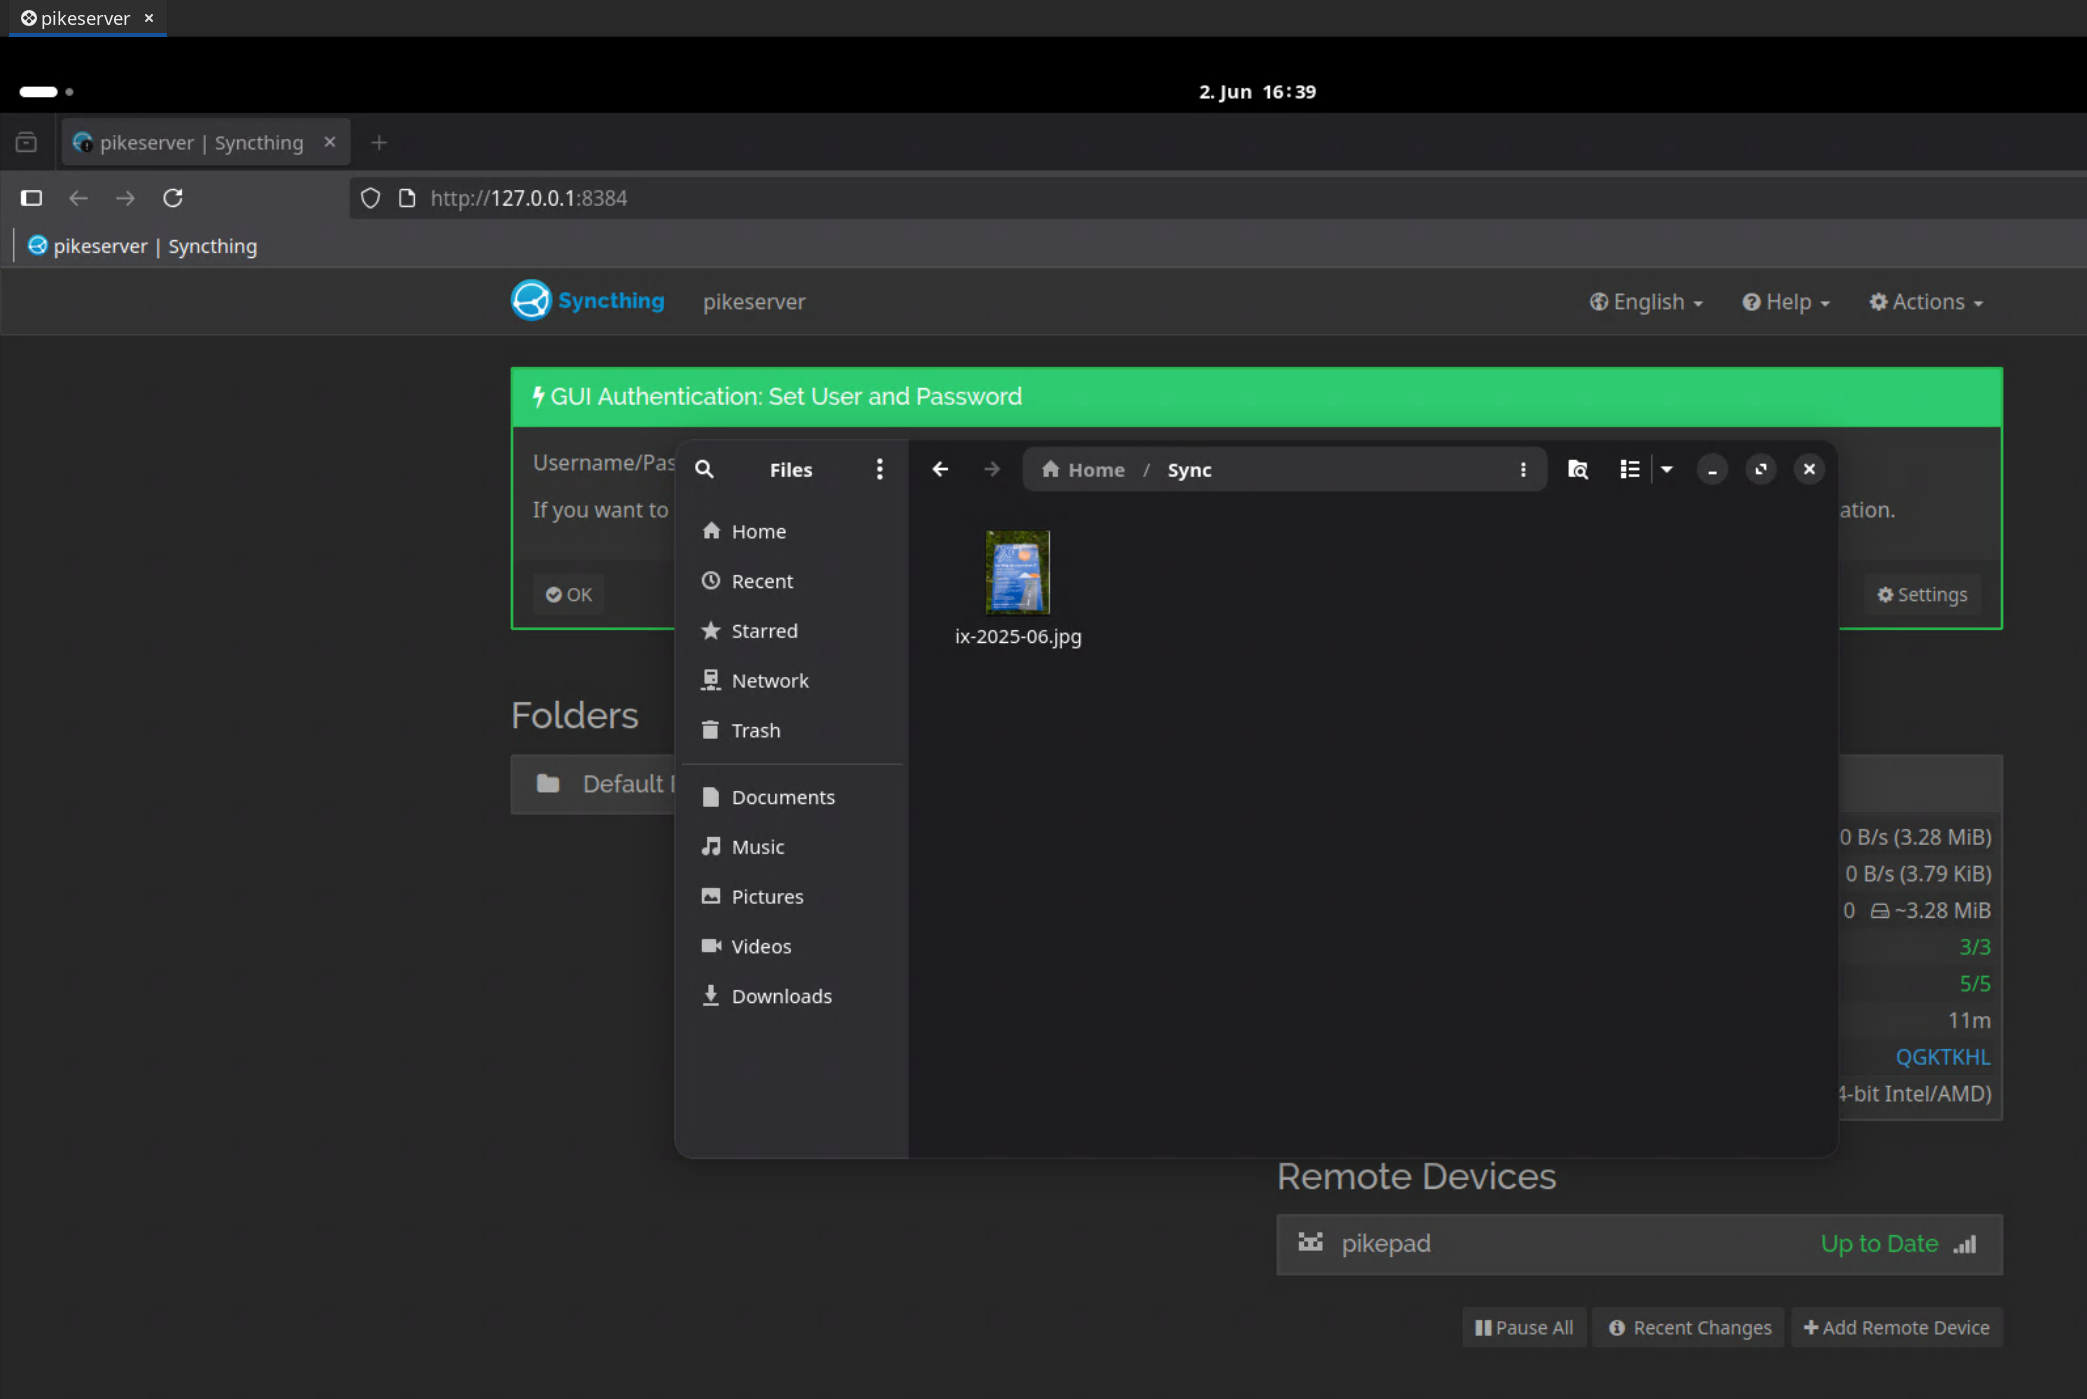 pikeserver
2. Jun 16:39
pikeserver | Syncthing
http://127.0.0.1:8384
pikeserver | Syncthing
Syncthing
pikeserver
English
Help
Actions
GUI Authentication: Set User and Password
Username/Pas
If you want to
ation.
OK
Settings
Files
Home / Sync
Home
Recent
Starred
Network
Trash
Documents
Music
Pictures
Videos
Downloads
ix-2025-06.jpg
Folders
Default
0 B/s (3.28 MiB)
0 B/s (3.79 KiB)
0 ~3.28 MiB
3/3
5/5
11m
QGKTKHL
4-bit Intel/AMD)
Remote Devices
pikepad
Up to Date
Pause All
Recent Changes
Add Remote Device